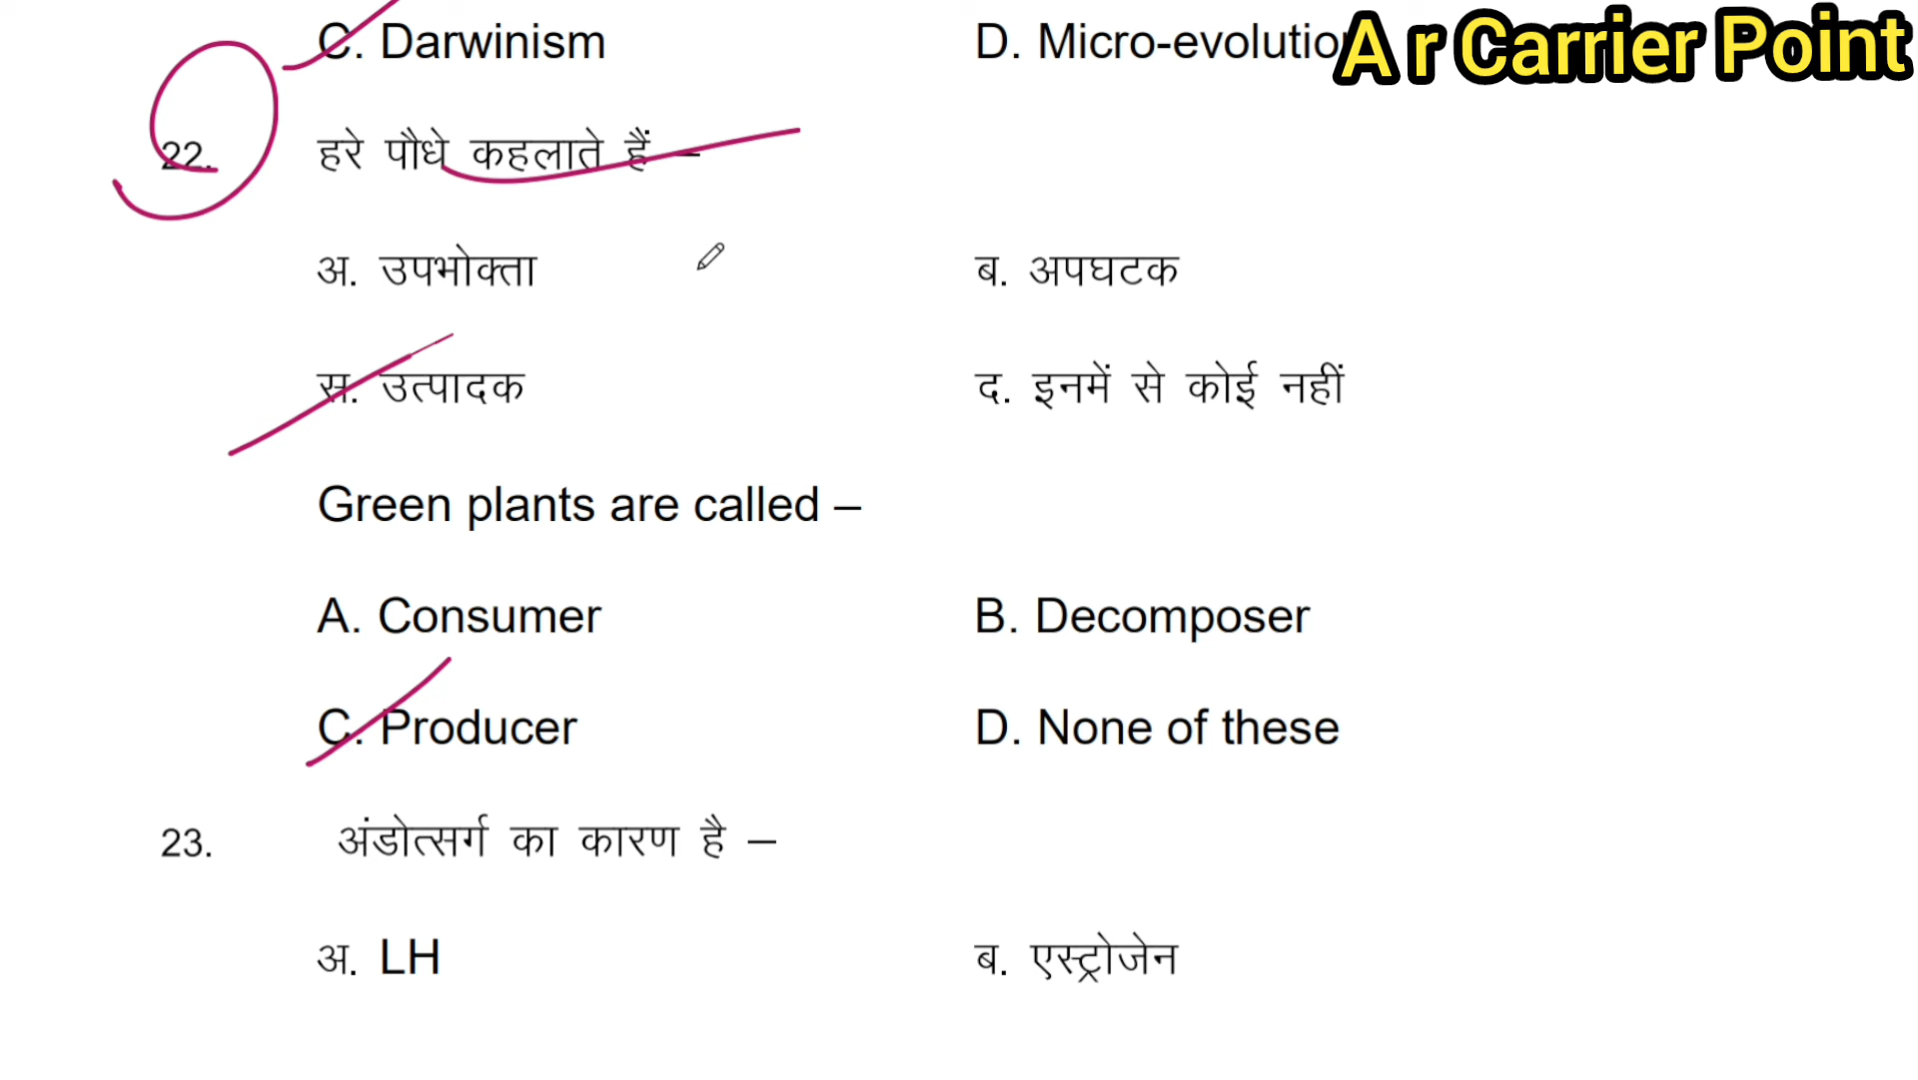 C. Darwinism D. Micro-evolutio
A r Carrier Point
22. हरे पौधे कहलाते हैं –
अ. उपभोक्ता ब. अपघटक
स. उत्पादक द. इनमें से कोई नहीं
Green plants are called –
A. Consumer B. Decomposer
C. Producer D. None of these
23. अंडोत्सर्ग का कारण है –
अ. LH ब. एस्ट्रोजेन